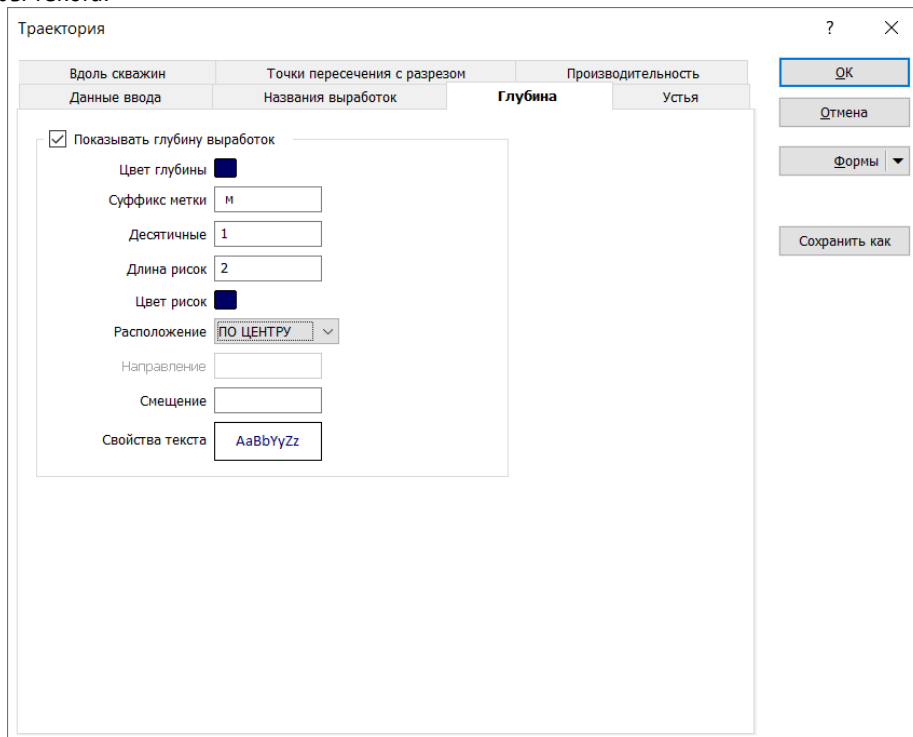 Траектория ?
Вдоль скважин Точки пересечения с разрезом Производительность
Данные ввода Названия выработок Глубина Устья
ОК
Отмена
Формы
Сохранить как
Показывать глубину выработок
Цвет глубины
Суффикс метки м
Десятичные 1
Длина рисок 2
Цвет рисок
Расположение ПО ЦЕНТРУ
Направление
Смещение
Свойства текста AaBbYyZz